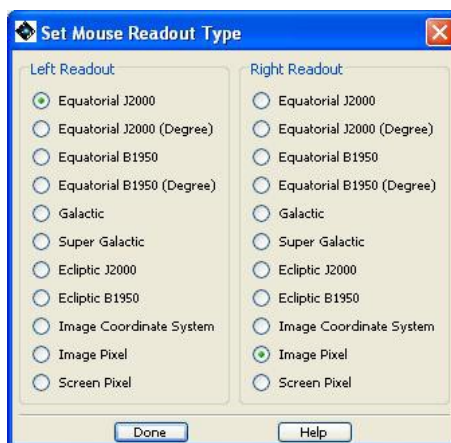 Set Mouse Readout Type
Left Readout
Equatorial J2000
Equatorial J2000 (Degree)
Equatorial B1950
Equatorial B1950 (Degree)
Galactic
Super Galactic
Ecliptic J2000
Ecliptic B1950
Image Coordinate System
Image Pixel
Screen Pixel
Right Readout
Equatorial J2000
Equatorial J2000 (Degree)
Equatorial B1950
Equatorial B1950 (Degree)
Galactic
Super Galactic
Ecliptic J2000
Ecliptic B1950
Image Coordinate System
Image Pixel
Screen Pixel
Done
Help